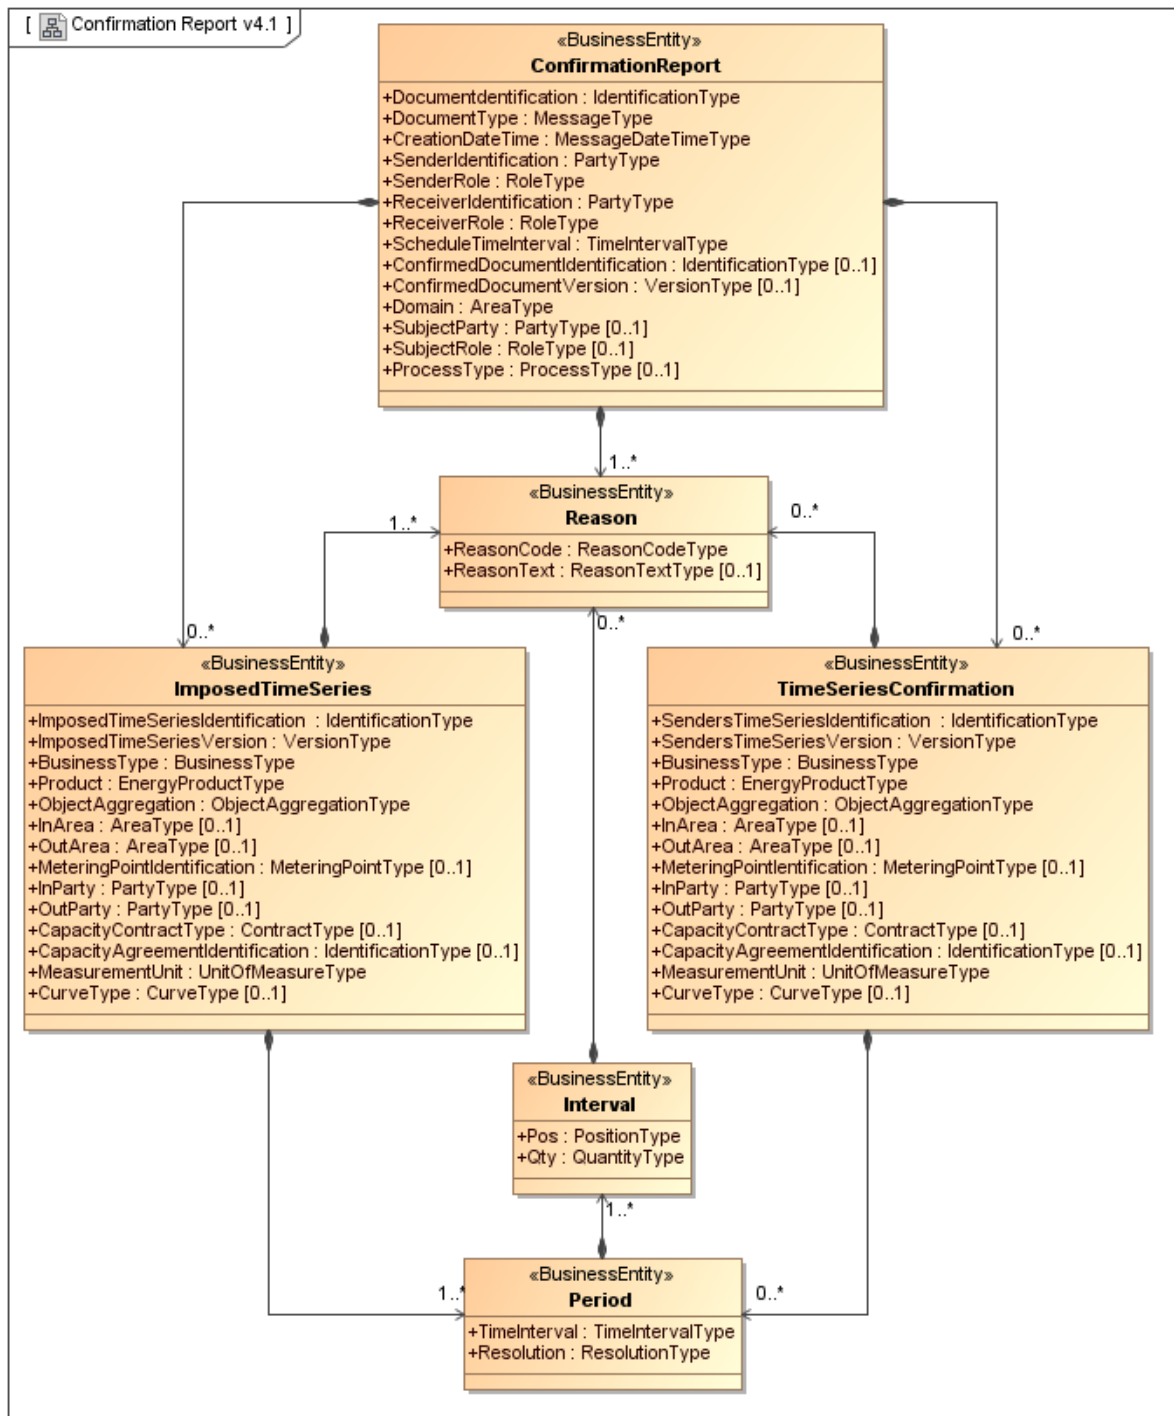 [ Confirmation Report v4.1 ]
«BusinessEntity»
ConfirmationReport
+Documentdentification : IdentificationType
+DocumentType : MessageType
+CreationDateTime : MessageDateTimeType
+SenderIdentification : PartyType
+SenderRole : RoleType
+ReceiverIdentification : PartyType
+ReceiverRole : RoleType
+ScheduleTimeInterval : TimeIntervalType
+ConfirmedDocumentIdentification : IdentificationType [0..1]
+ConfirmedDocumentVersion : VersionType [0..1]
+Domain : AreaType
+SubjectParty : PartyType [0..1]
+SubjectRole : RoleType [0..1]
+ProcessType : ProcessType [0..1]
1..*
«BusinessEntity»
Reason
+ReasonCode : ReasonCodeType
+ReasonText : ReasonTextType [0..1]
1..*
0..*
0..*
0..*
0..*
«BusinessEntity»
ImposedTimeSeries
+ImposedTimeSeriesIdentification : IdentificationType
+ImposedTimeSeriesVersion : VersionType
+BusinessType : BusinessType
+Product : EnergyProductType
+ObjectAggregation : ObjectAggregationType
+InArea : AreaType [0..1]
+OutArea : AreaType [0..1]
+MeteringPointIdentification : MeteringPointType [0..1]
+InParty : PartyType [0..1]
+OutParty : PartyType [0..1]
+CapacityContractType : ContractType [0..1]
+CapacityAgreementIdentification : IdentificationType [0..1]
+MeasurementUnit : UnitOfMeasureType
+CurveType : CurveType [0..1]
«BusinessEntity»
TimeSeriesConfirmation
+SendersTimeSeriesIdentification : IdentificationType
+SendersTimeSeriesVersion : VersionType
+BusinessType : BusinessType
+Product : EnergyProductType
+ObjectAggregation : ObjectAggregationType
+InArea : AreaType [0..1]
+OutArea : AreaType [0..1]
+MeteringPointIentification : MeteringPointType [0..1]
+InParty : PartyType [0..1]
+OutParty : PartyType [0..1]
+CapacityContractType : ContractType [0..1]
+CapacityAgreementIdentification : IdentificationType [0..1]
+MeasurementUnit : UnitOfMeasureType
+CurveType : CurveType [0..1]
«BusinessEntity»
Interval
+Pos : PositionType
+Qty : QuantityType
1..*
1..*
0..*
«BusinessEntity»
Period
+TimeInterval : TimeIntervalType
+Resolution : ResolutionType